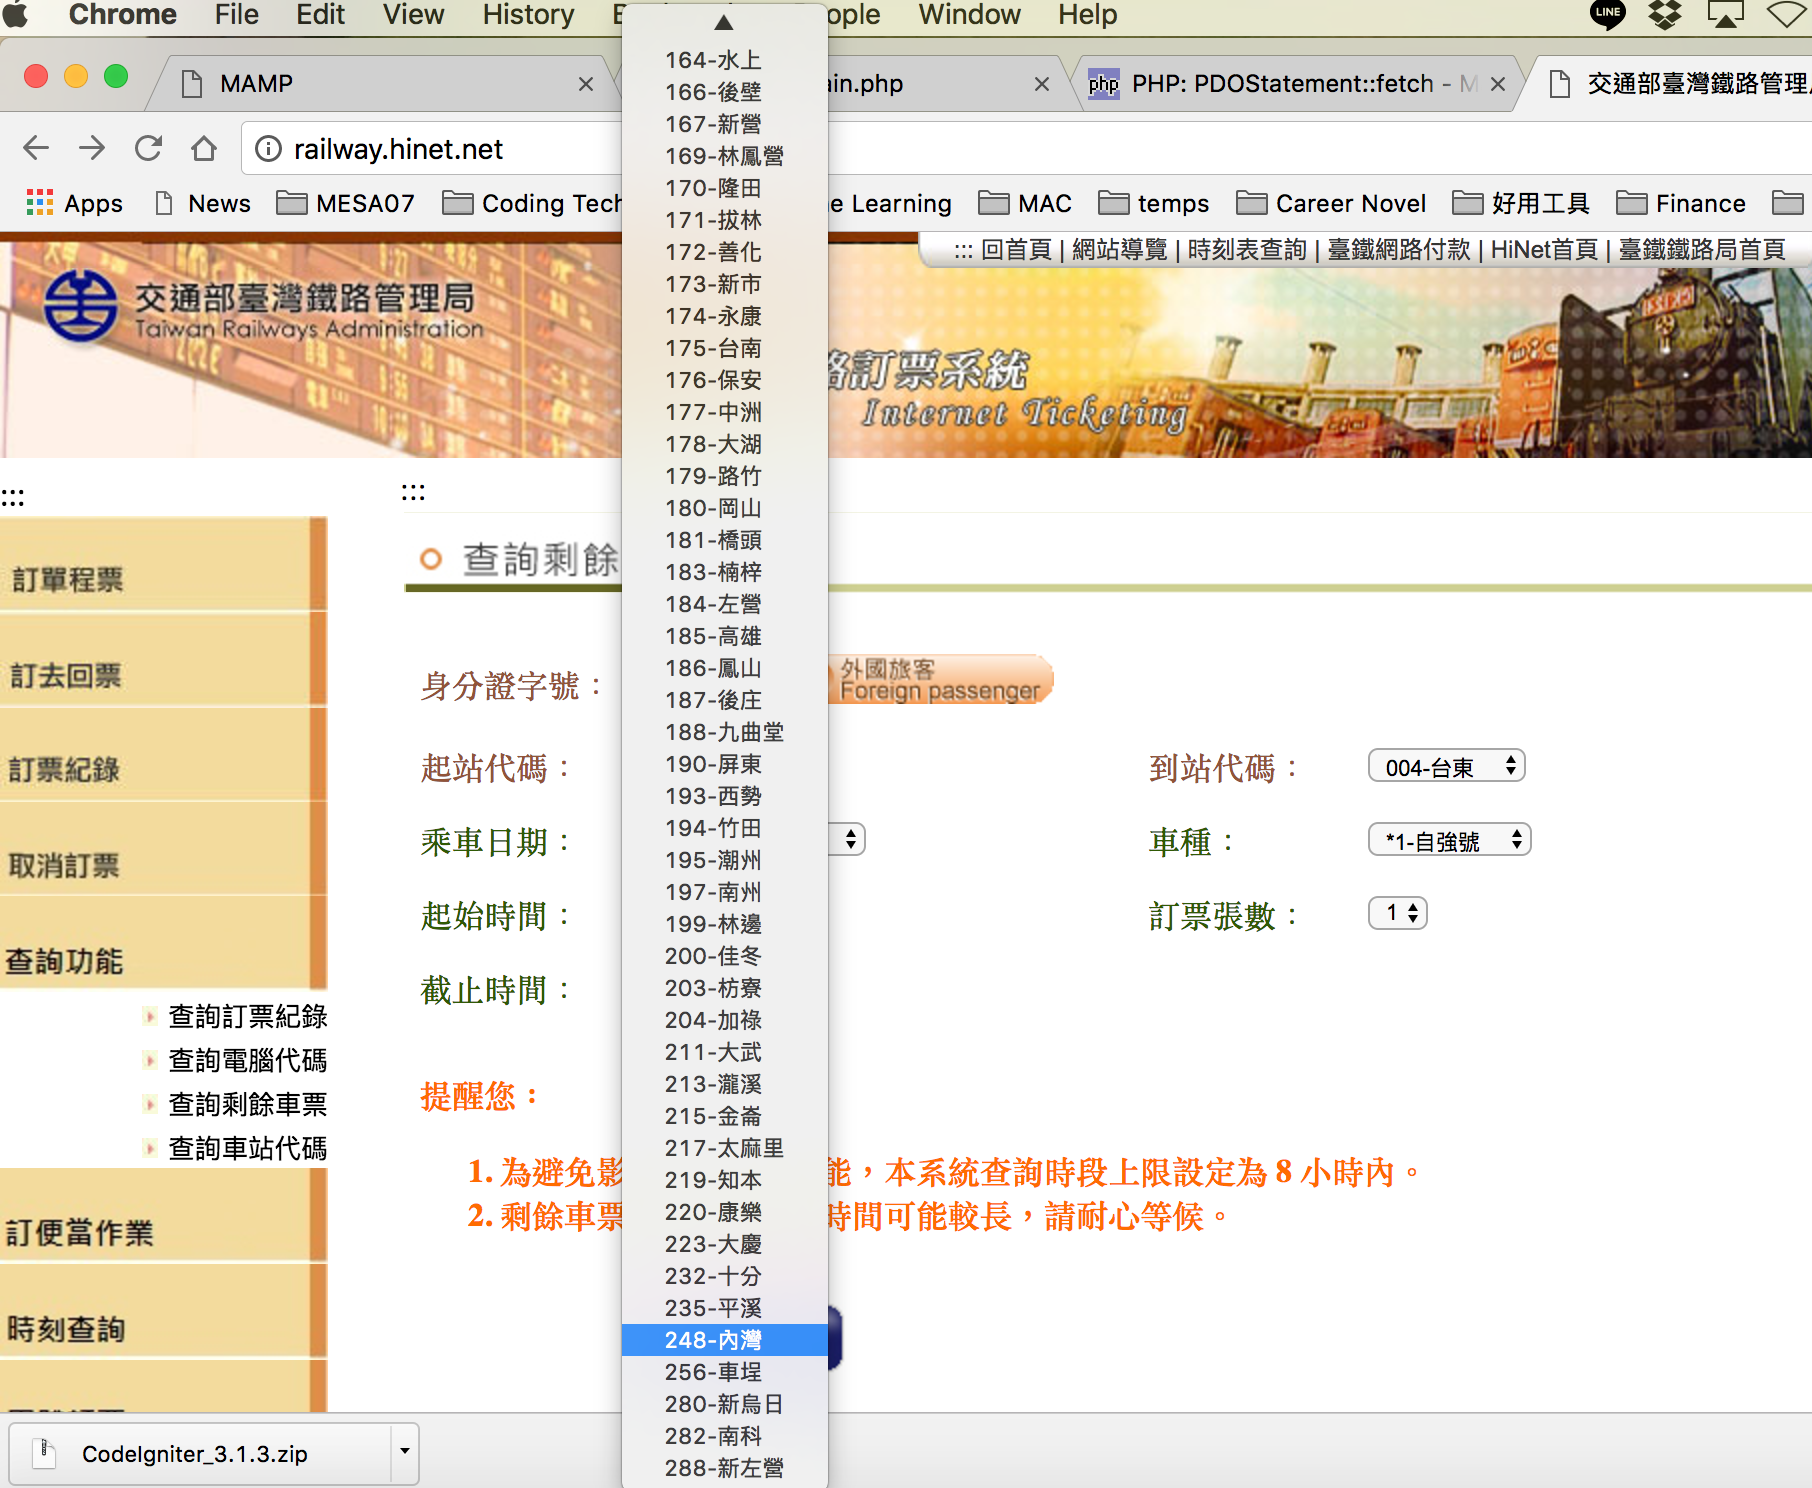 Chrome File Edit View History B People Window Help
LINE
MAMP
ain.php
php PHP: PDOStatement::fetch - M
交通部臺灣鐵路管理
railway.hinet.net
Apps News MESA07 Coding Tech e Learning MAC temps Career Novel 好用工具 Finance
::: 回首頁 | 網站導覽 | 時刻表查詢 | 臺鐵網路付款 | HiNet首頁 | 臺鐵鐵路局首頁
交通部臺灣鐵路管理局
Taiwan Railways Administration
路訂票系統
Internet Ticketing
:::
訂單程票
訂去回票
訂票紀錄
取消訂票
查詢功能
查詢訂票紀錄
查詢電腦代碼
查詢剩餘車票
查詢車站代碼
訂便當作業
時刻查詢
:::
查詢剩餘
身分證字號：
外國旅客
Foreign passenger
起站代碼：
到站代碼： 004-台東
乘車日期：
車種： *1-自強號
起始時間：
訂票張數： 1
截止時間：
提醒您：
1. 為避免影 能，本系統查詢時段上限設定為 8 小時內。
2. 剩餘車票 時間可能較長，請耐心等候。
164-水上
166-後壁
167-新營
169-林鳳營
170-隆田
171-拔林
172-善化
173-新市
174-永康
175-台南
176-保安
177-中洲
178-大湖
179-路竹
180-岡山
181-橋頭
183-楠梓
184-左營
185-高雄
186-鳳山
187-後庄
188-九曲堂
190-屏東
193-西勢
194-竹田
195-潮州
197-南州
199-林邊
200-佳冬
203-枋寮
204-加祿
211-大武
213-瀧溪
215-金崙
217-太麻里
219-知本
220-康樂
223-大慶
232-十分
235-平溪
248-內灣
256-車埕
280-新烏日
282-南科
288-新左營
CodeIgniter_3.1.3.zip